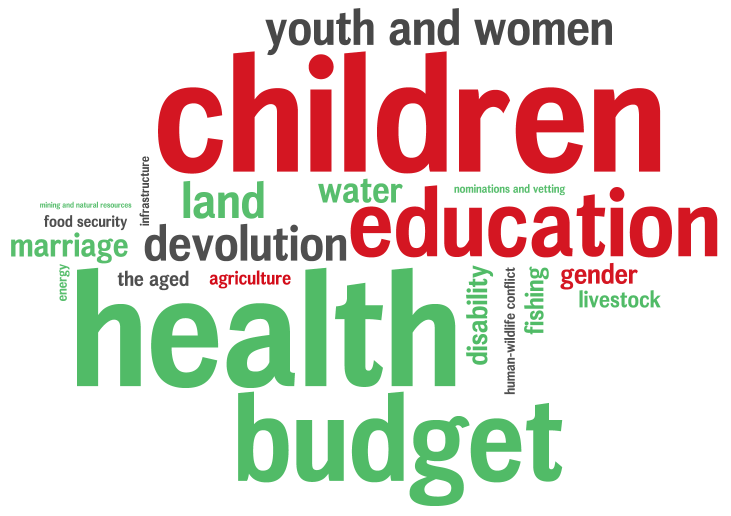 youth and women
children
infrastructure
land
water
nominations and vetting
mining and natural resources
food security
education
marriage
devolution
energy
the aged
agriculture
health
disability
human-wildlife conflict
fishing
gender
livestock
budget